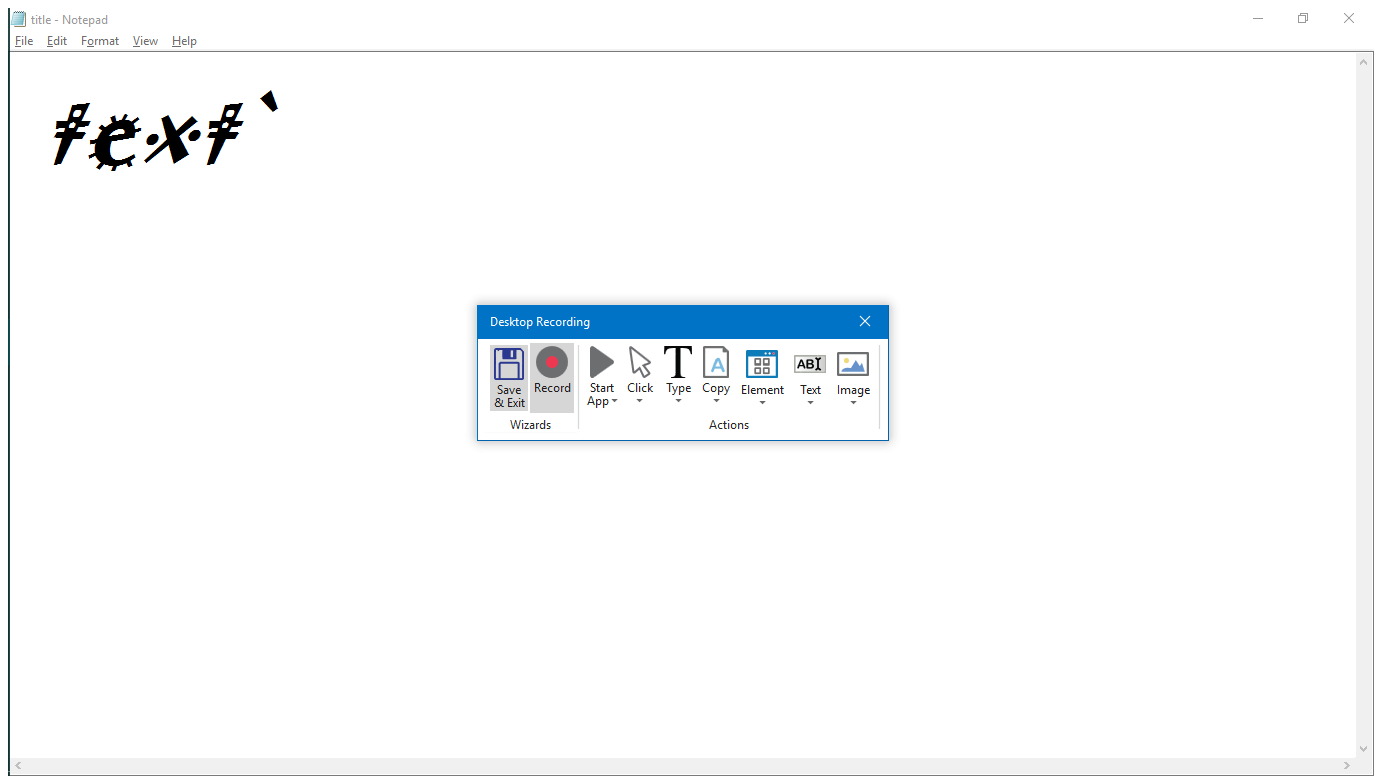 title - Notepad
File Edit Format View Help
text`
Desktop Recording
Save & Exit
Record
Start App
Click
Type
Copy
Element
ABI
Text
Image
Wizards
Actions